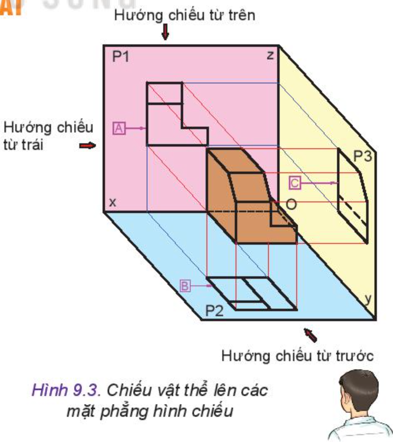 Hướng chiếu từ trên
P1
z
A
Hướng chiếu
từ trái
P3
C
x
O
B
P2
y
Hướng chiếu từ trước
Hình 9.3. Chiếu vật thể lên các
mặt phẳng hình chiếu